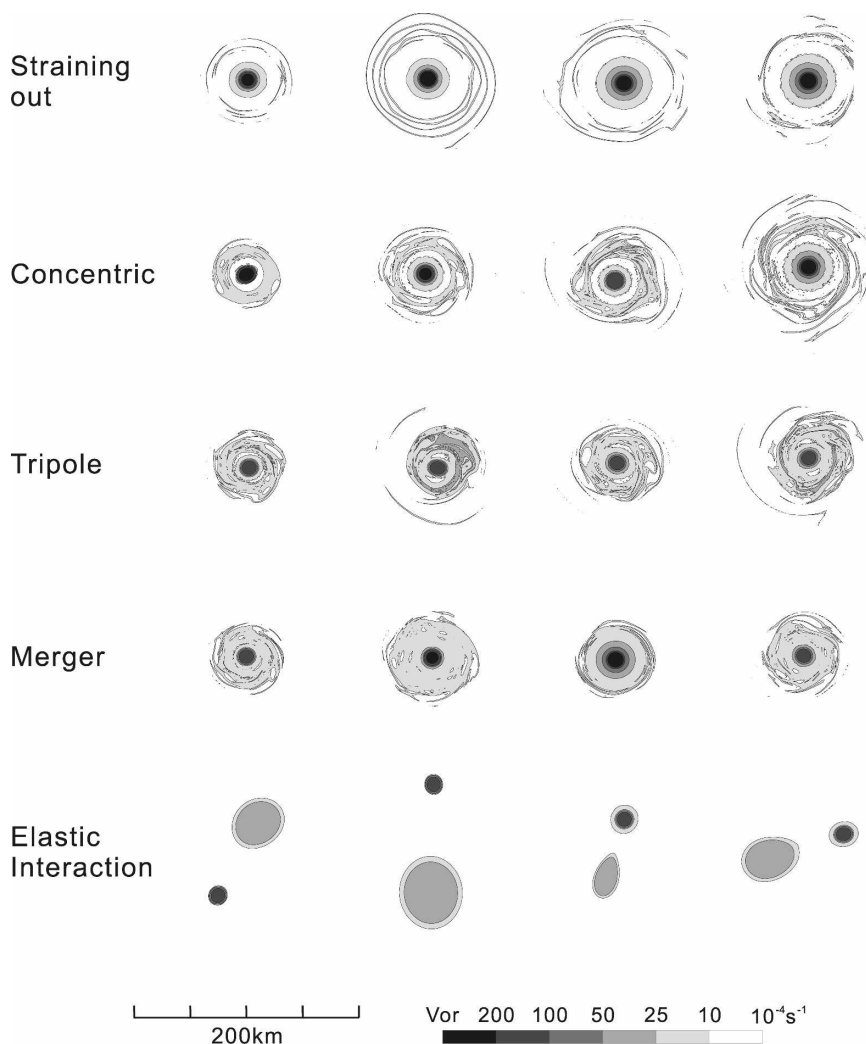 Straining
out
Concentric
Tripole
Merger
Elastic
Interaction
200km
Vor 200 100 50 25 10 10⁻⁴s⁻¹